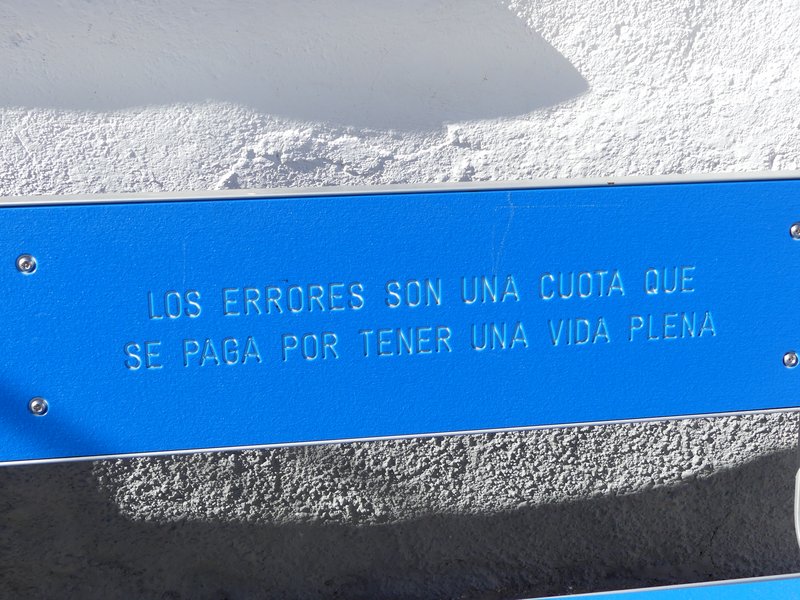 LOS ERRORES SON UNA CUOTA QUE
SE PAGA POR TENER UNA VIDA PLENA